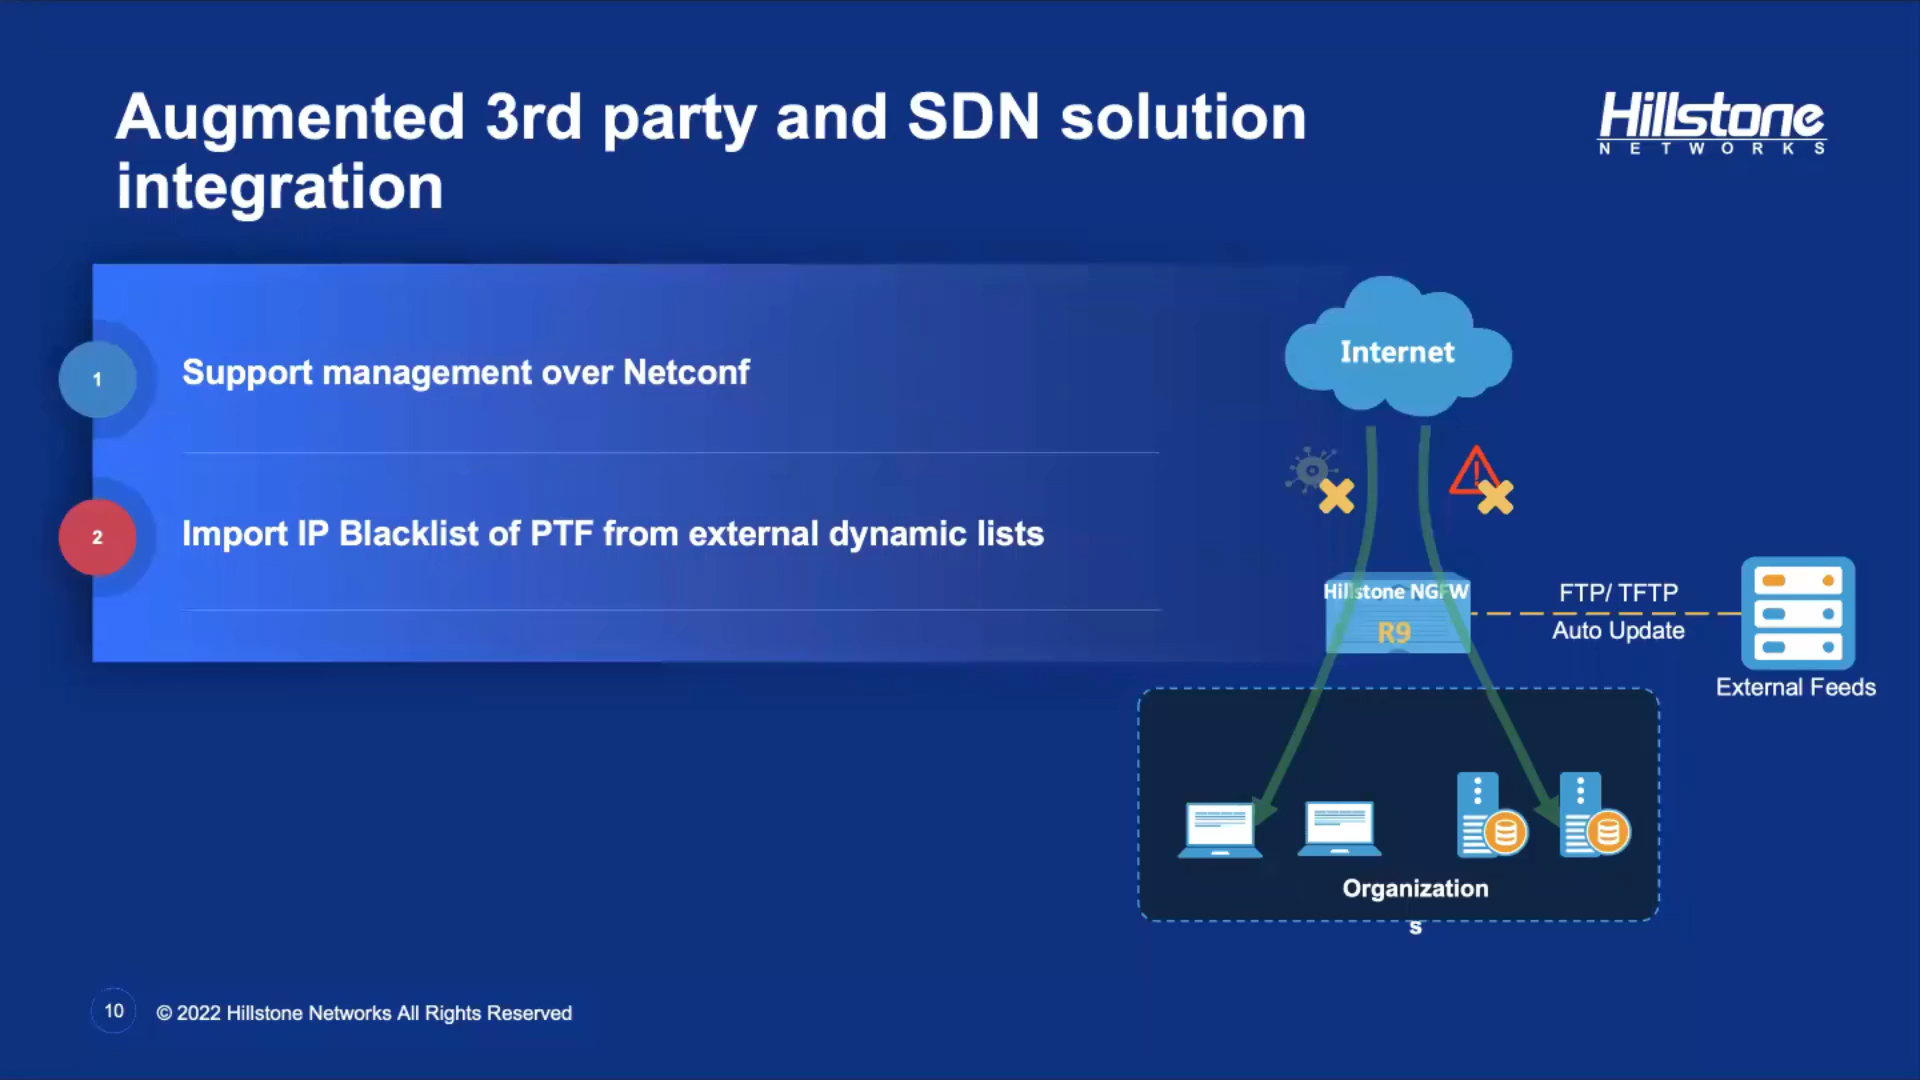 Augmented 3rd party and SDN solution
integration
Hillstone
NETWORKS
1
Support management over Netconf
2
Import IP Blacklist of PTF from external dynamic lists
Internet
Hillstone NGFW
R9
FTP/ TFTP
Auto Update
External Feeds
Organization
s
10
© 2022 Hillstone Networks All Rights Reserved